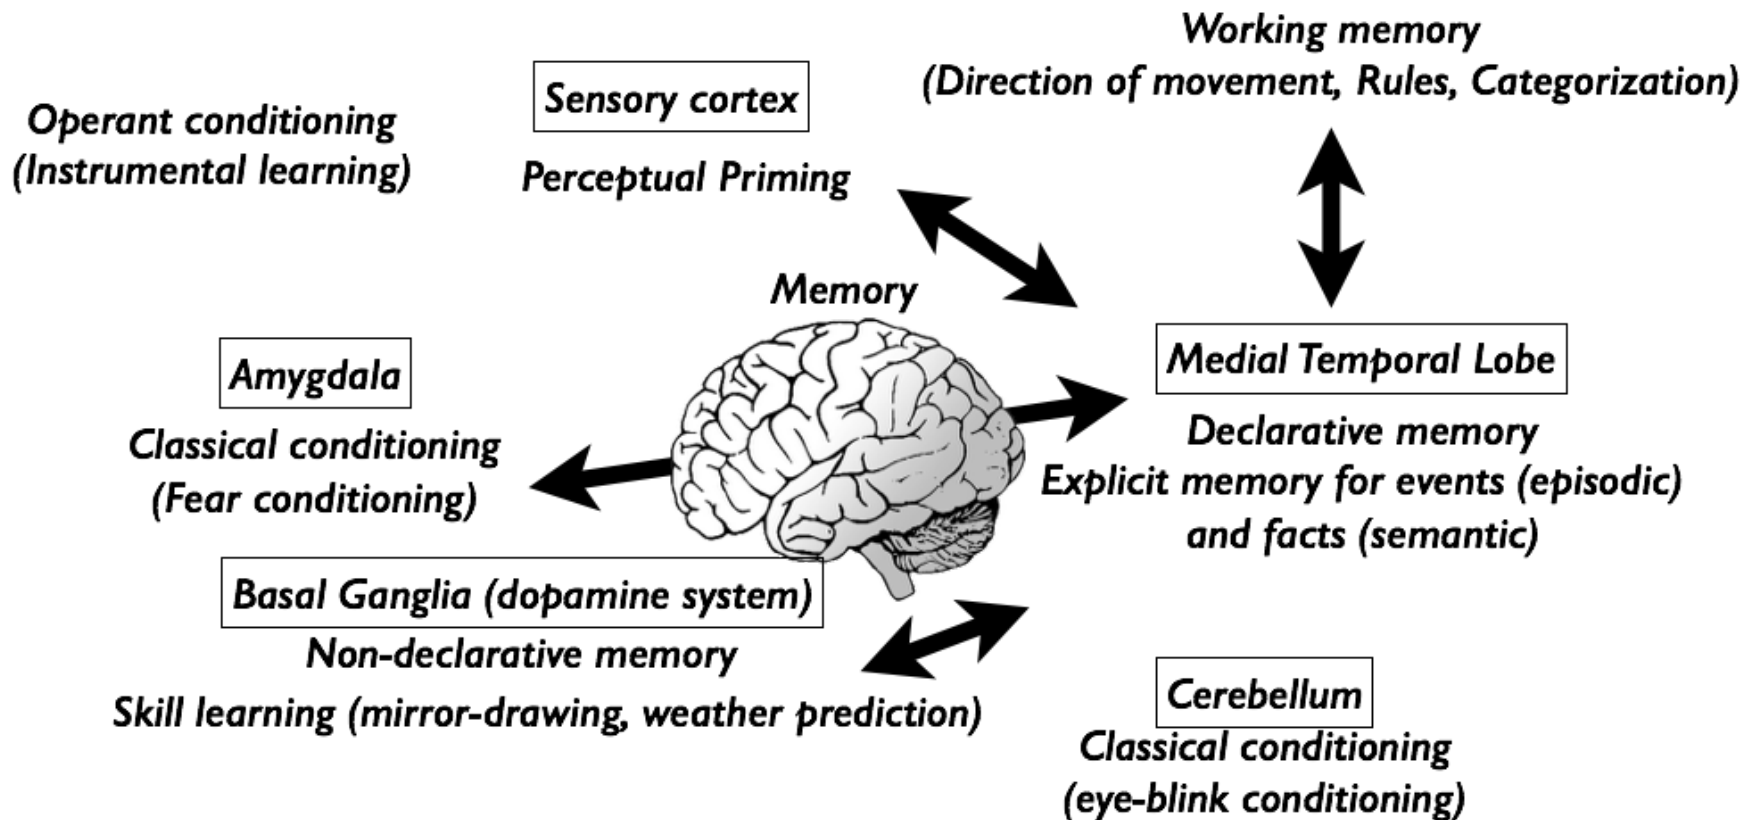 Working memory
(Direction of movement, Rules, Categorization)
Sensory cortex
Operant conditioning
(Instrumental learning)
Perceptual Priming
Memory
Amygdala
Classical conditioning
(Fear conditioning)
Medial Temporal Lobe
Declarative memory
Explicit memory for events (episodic)
and facts (semantic)
Basal Ganglia (dopamine system)
Non-declarative memory
Skill learning (mirror-drawing, weather prediction)
Cerebellum
Classical conditioning
(eye-blink conditioning)